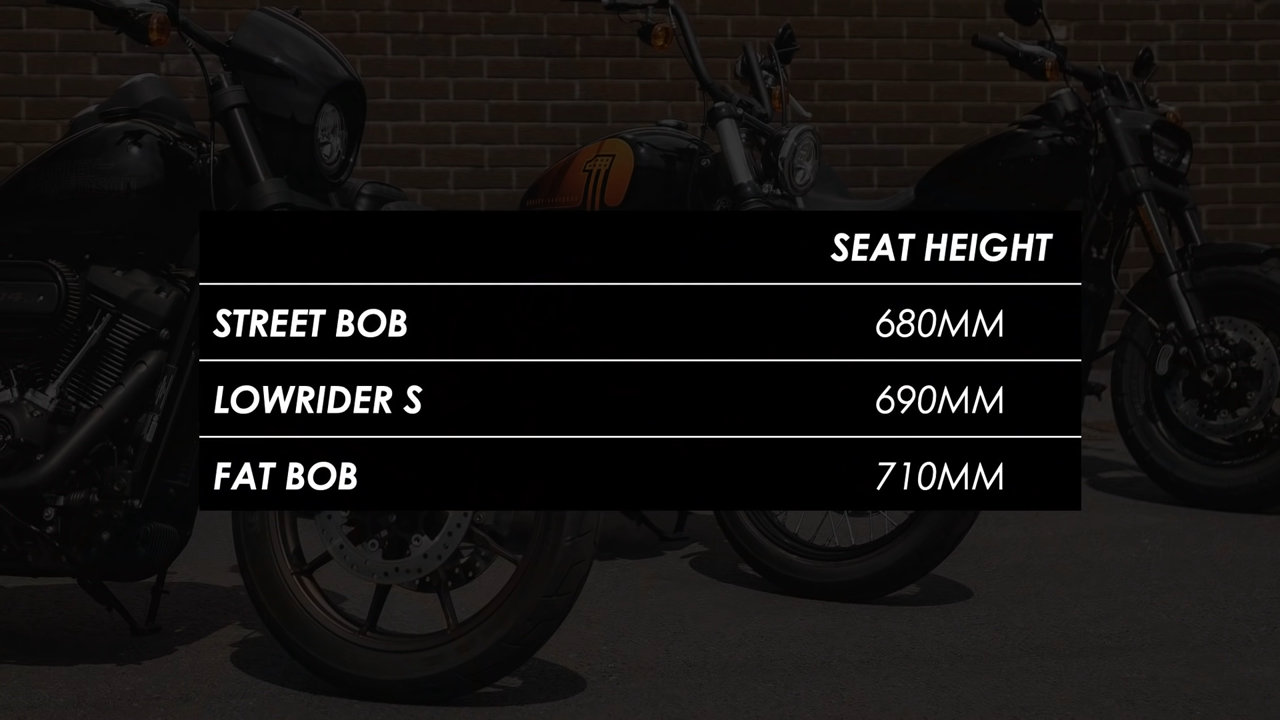 SEAT HEIGHT
STREET BOB 680MM
LOWRIDER S 690MM
FAT BOB 710MM